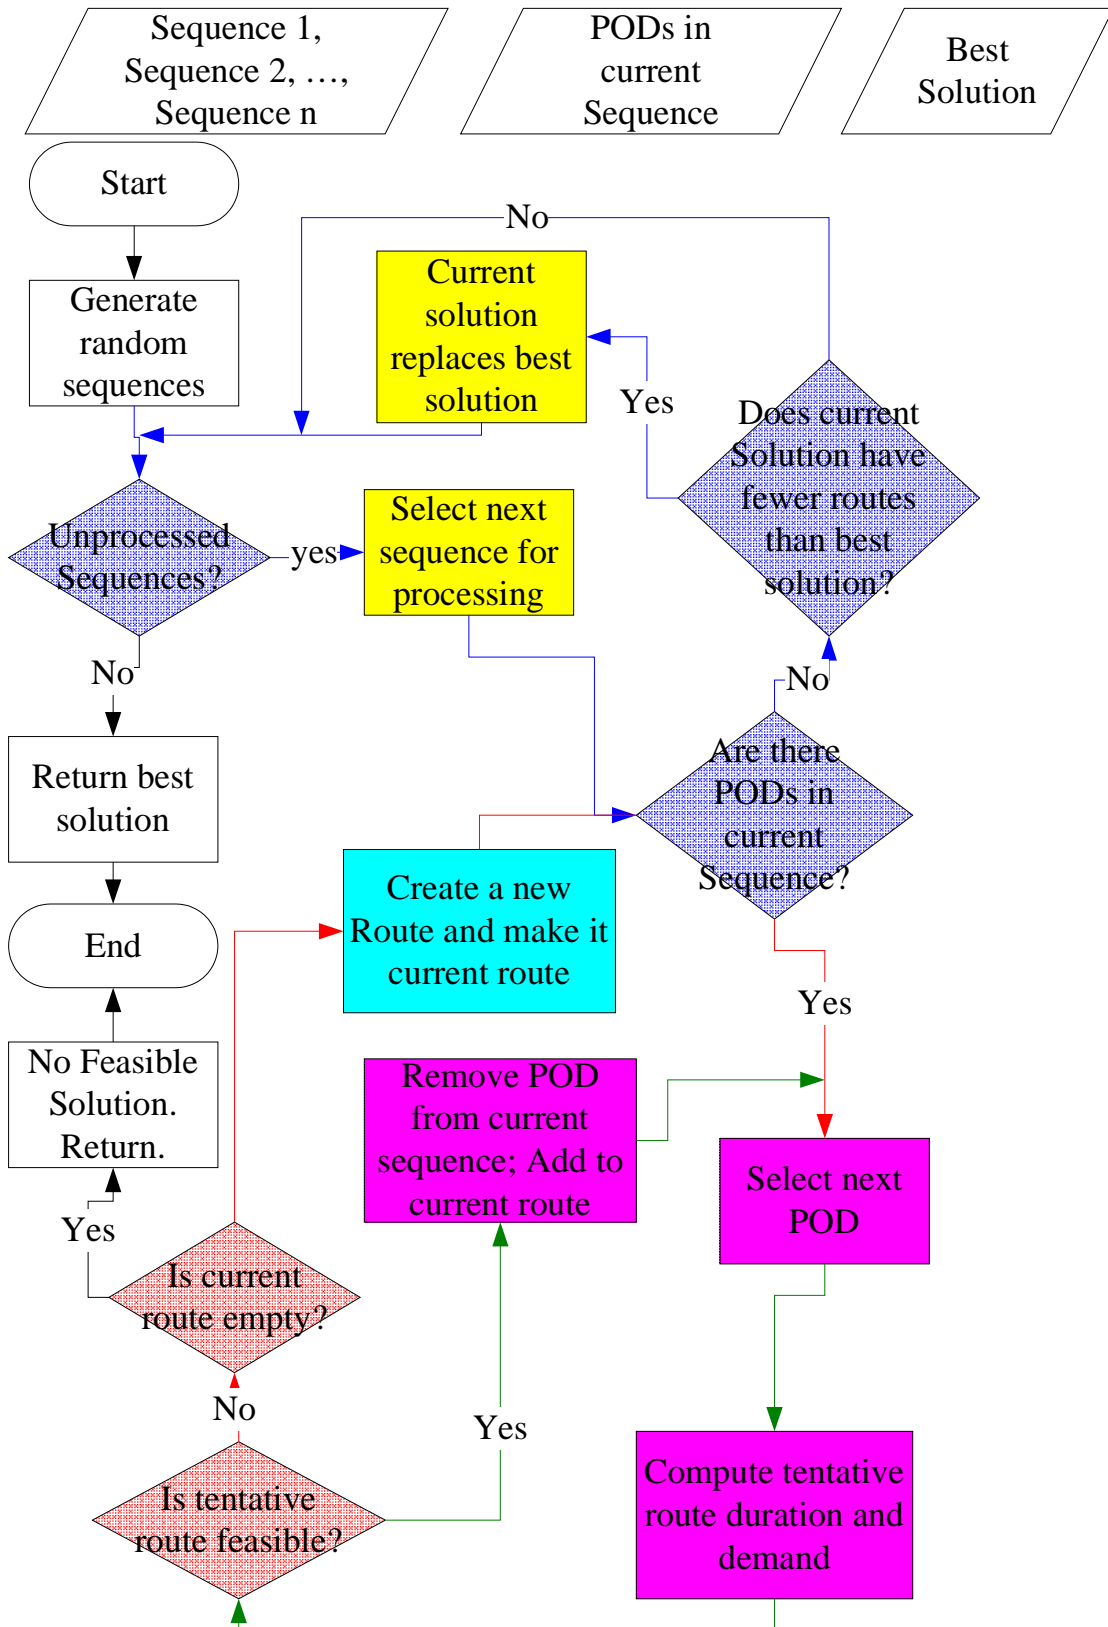 Sequence 1,
Sequence 2, …,
Sequence n
PODs in
current
Sequence
Best
Solution
Start
No
Generate
random
sequences
Current
solution
replaces best
solution
Yes
Does current
Solution have
fewer routes
than best
solution?
Unprocessed
Sequences?
yes
Select next
sequence for
processing
No
No
Return best
solution
Are there
PODs in
current
Sequence?
Create a new
Route and make it
current route
End
Yes
No Feasible
Solution.
Return.
Remove POD
from current
sequence; Add to
current route
Select next
POD
Yes
Is current
route empty?
No
Yes
Is tentative
route feasible?
Compute tentative
route duration and
demand